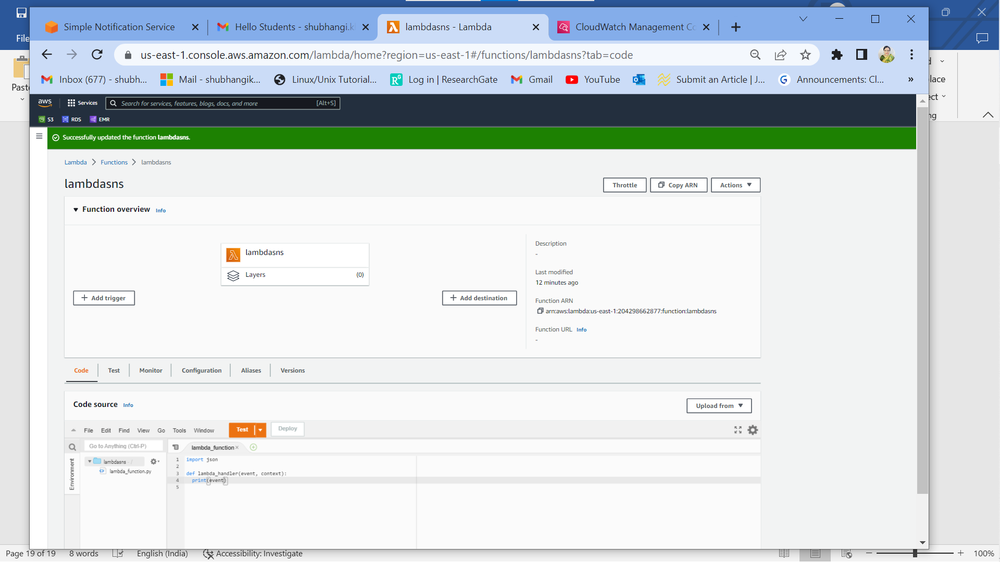 File
Paste
Simple Notification Service
Hello Students - shubhangi.k
lambdasns - Lambda
CloudWatch Management Co
us-east-1.console.aws.amazon.com/lambda/home?region=us-east-1#/functions/lambdasns?tab=code
Inbox (677) - shubh...
Mail - shubhangik...
Linux/Unix Tutorial...
Log in | ResearchGate
Gmail
YouTube
Submit an Article | J...
Announcements: Cl...
»
aws
Services
Search for services, features, blogs, docs, and more
[Alt+S]
S3
RDS
EMR
Successfully updated the function lambdasns.
Lambda > Functions > lambdasns
lambdasns
Throttle
Copy ARN
Actions
Function overview Info
lambdasns
Layers (0)
+ Add trigger
+ Add destination
Description
-
Last modified
12 minutes ago
Function ARN
arn:aws:lambda:us-east-1:204298662877:function:lambdasns
Function URL Info
-
Code
Test
Monitor
Configuration
Aliases
Versions
Code source Info
Upload from
File Edit Find View Go Tools Window
Test
Deploy
Go to Anything (Ctrl-P)
lambda_function
Environment
lambdasns - /
lambda_function.py
1 import json
2
3 def lambda_handler(event, context):
4 print(event)
5
Page 19 of 19
8 words
English (India)
Accessibility: Investigate
100%